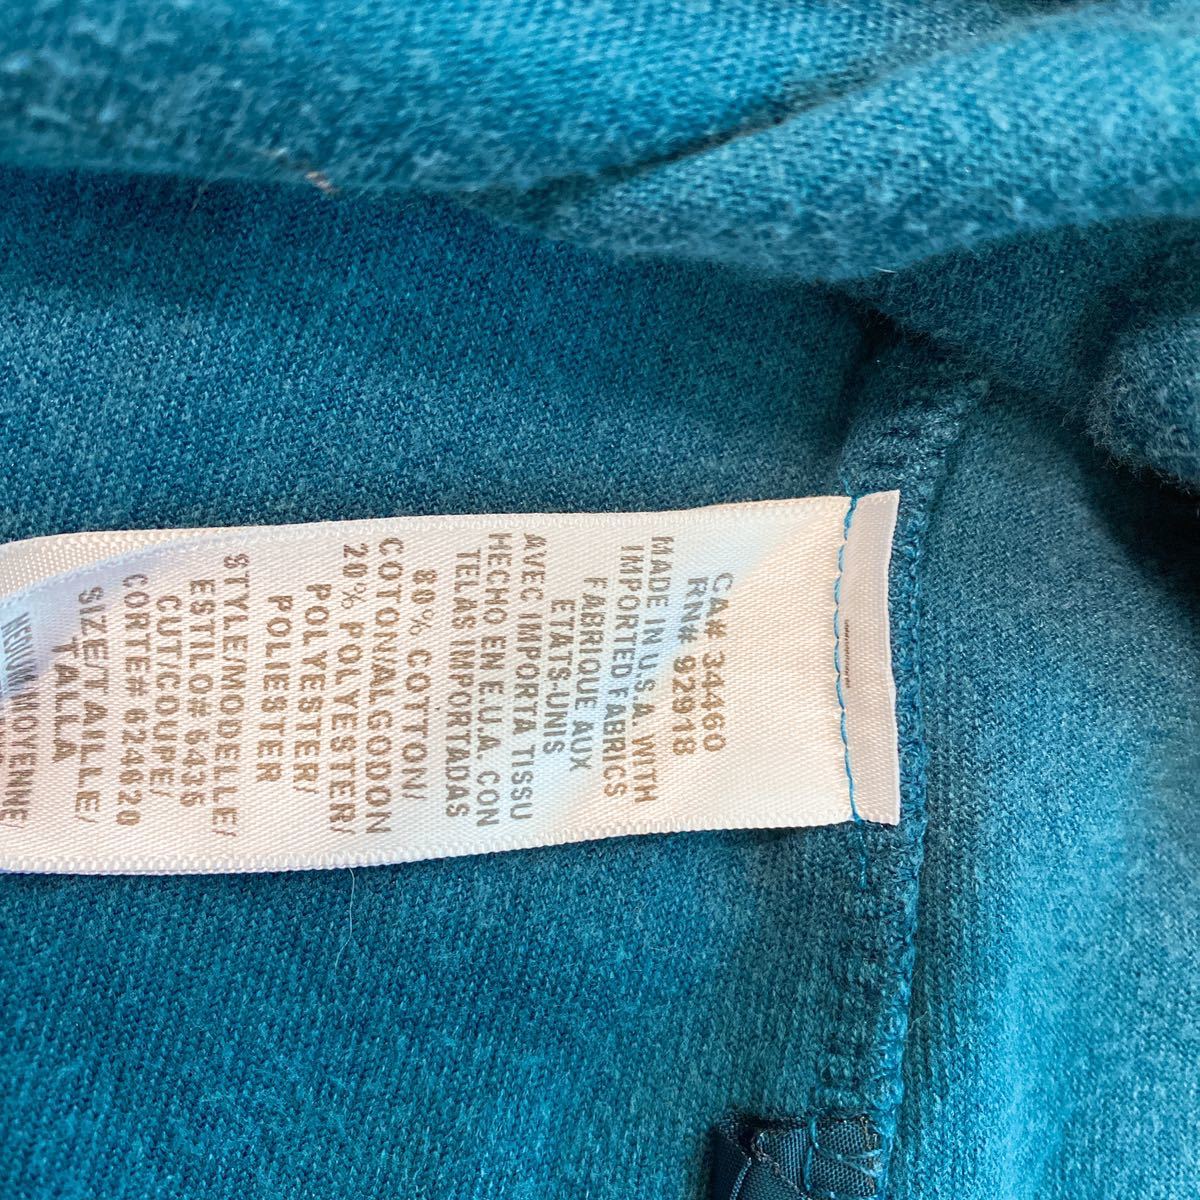 CA# 34460
RN# 92918
MADE IN U.S.A. WITH
IMPORTED FABRICS
FABRIQUE AUX
ETATS-UNIS
AVEC IMPORTA TISSU
HECHO EN E.U.A. CON
TELAS IMPORTADAS
80% COTTON/
COTON/ALGODON
20% POLYESTER/
POLYESTER/
POLIESTER
STYLE/MODELLE/
ESTILO# 6435
CUT/COUPE/
CORTE# 624620
SIZE/TAILLE/
TALLA
MEDIUM/MOYENNE/